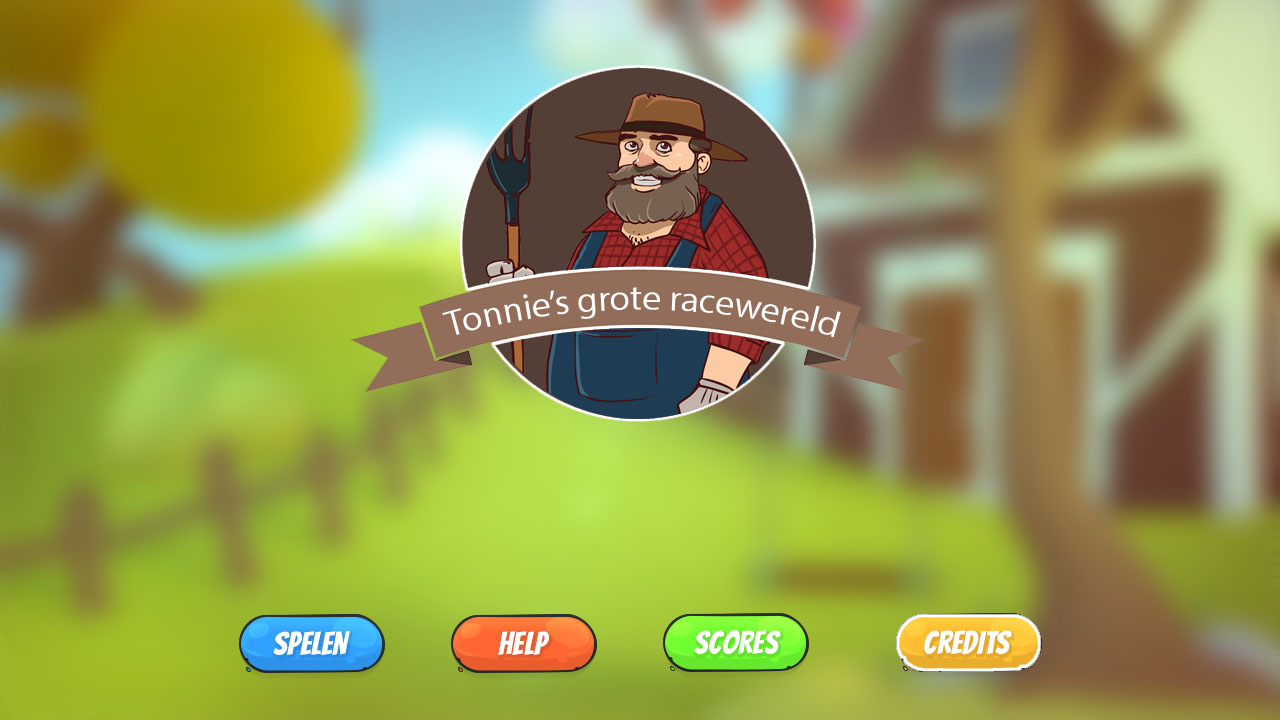 Tonnie's grote racewereld
SPELEN
HELP
SCORES
CREDITS